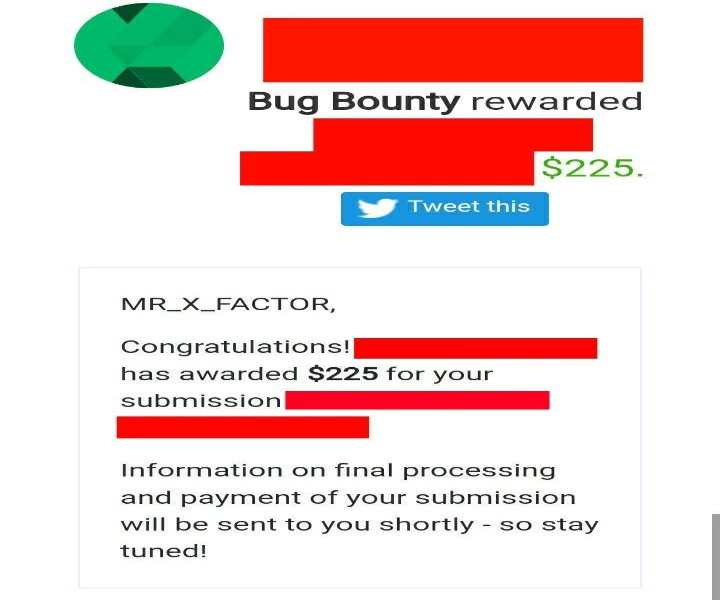 Bug Bounty rewarded
$225.
Tweet this
MR_X_FACTOR,
Congratulations!
has awarded $225 for your
submission
Information on final processing
and payment of your submission
will be sent to you shortly - so stay
tuned!